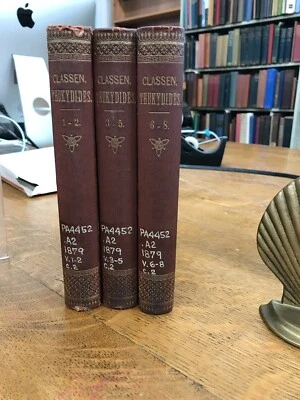 CLASSEN,
THUKYDIDES.
1-2.
PA4452
.A2
1879
V.1-2
C.2
CLASSEN,
THUKYDIDES.
3-5.
PA4452
.A2
1879
V.3-5
C.2
CLASSEN,
THUKYDIDES.
6-8.
PA4452
.A2
1879
V.6-8
C.2